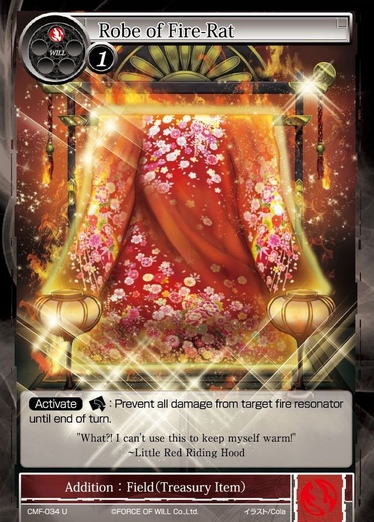 Robe of Fire-Rat
WILL
1
Activate : Prevent all damage from target fire resonator
until end of turn.
"What?! I can't use this to keep myself warm!"
~Little Red Riding Hood
Addition : Field(Treasury Item)
CMF-034 U ©FORCE OF WILL Co.,Ltd. イラスト/Cola